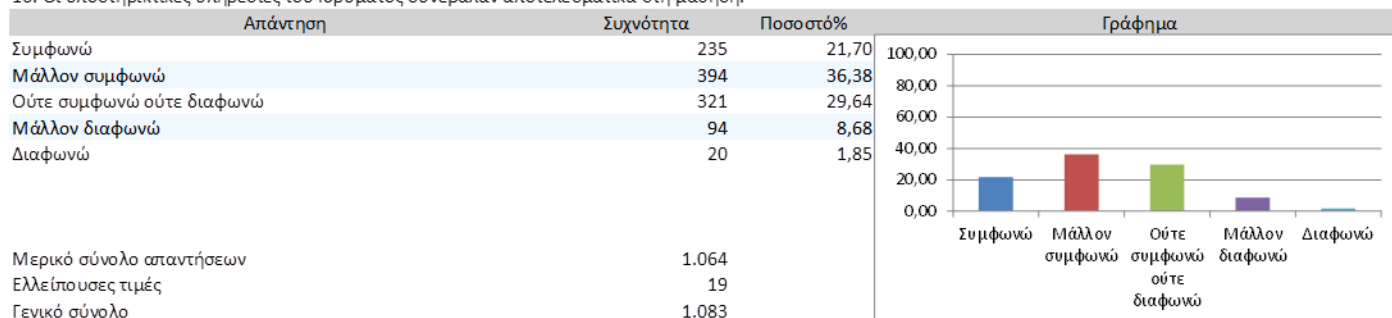 Απάντηση Συχνότητα Ποσοστό% Γράφημα
Συμφωνώ 235 21,70
Μάλλον συμφωνώ 394 36,38
Ούτε συμφωνώ ούτε διαφωνώ 321 29,64
Μάλλον διαφωνώ 94 8,68
Διαφωνώ 20 1,85
Μερικό σύνολο απαντήσεων 1.064
Ελλείπουσες τιμές 19
Γενικό σύνολο 1.083
100,00
80,00
60,00
40,00
20,00
0,00
Συμφωνώ Μάλλον Ούτε Μάλλον Διαφωνώ
συμφωνώ συμφωνώ διαφωνώ
ούτε
διαφωνώ